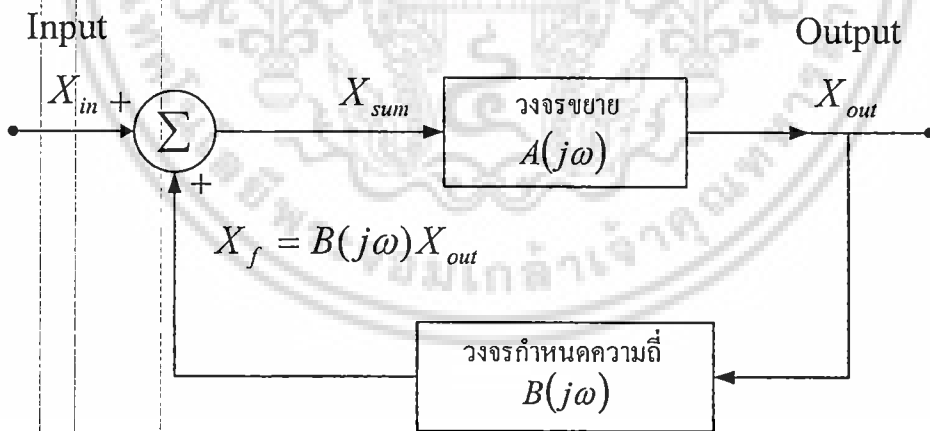 Input
Output
X_in +
Σ
+
X_sum
วงจรขยาย
A(jω)
X_out
X_f = B(jω)X_out
วงจรกำหนดความถี่
B(jω)